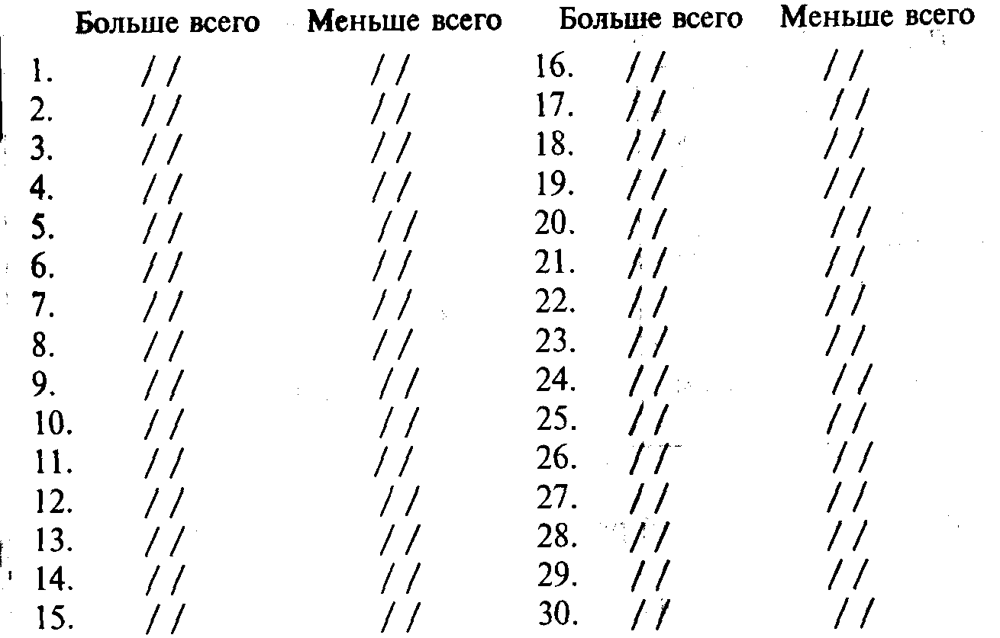 Больше всего Меньше всего Больше всего Меньше всего
1. / / / / 16. / / / /
2. / / / / 17. / / / /
3. / / / / 18. / / / /
4. / / / / 19. / / / /
5. / / / / 20. / / / /
6. / / / / 21. / / / /
7. / / / / 22. / / / /
8. / / / / 23. / / / /
9. / / / / 24. / / / /
10. / / / / 25. / / / /
11. / / / / 26. / / / /
12. / / / / 27. / / / /
13. / / / / 28. / / / /
14. / / / / 29. / / / /
15. / / / / 30. / / / /